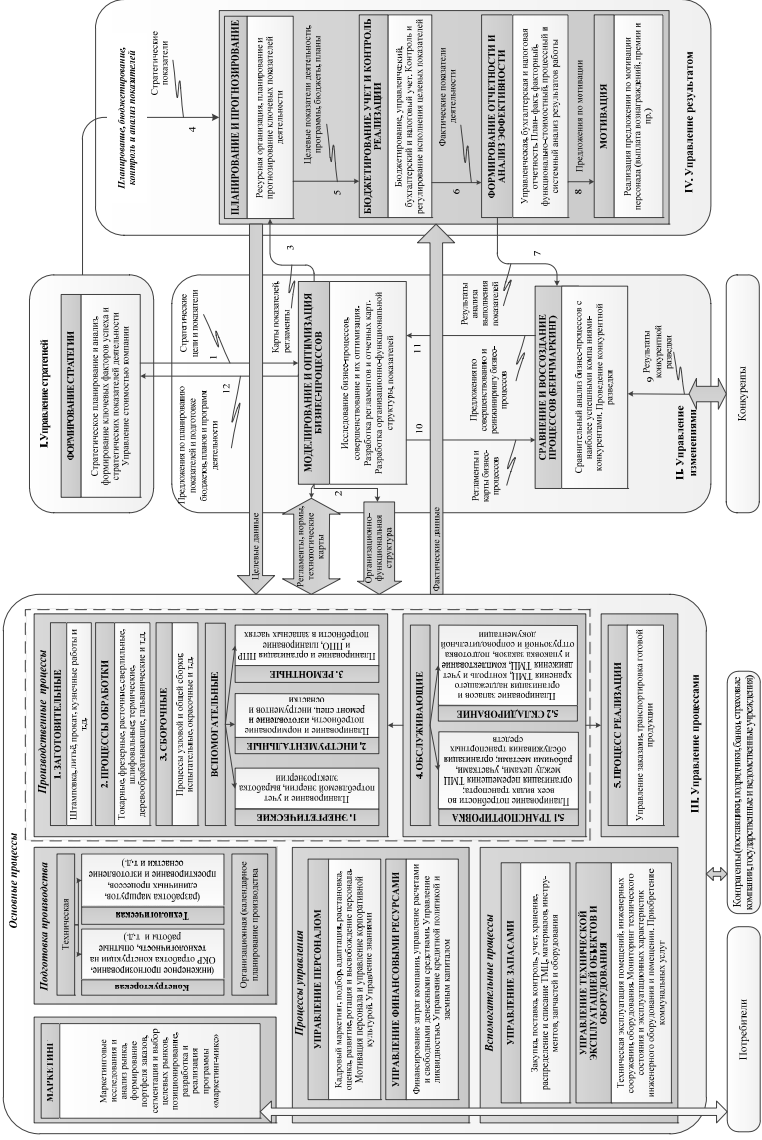 Основные процессы
МАРКЕТИНГ
Маркетинговые
исследования и
анализ рынка,
формирование
портфеля заказов,
сегментация и выбор
целевых рынков,
позиционирование,
разработка и
реализация
программы
«маркетинг-микс»
Подготовка производства
Техническая
Конструкторская
инженерное прогнозирование,
ОКР отработка конструкции на
технологичность, опытные
работы и т.д.)
Технологическая
(разработка маршрутов,
единичных процессов,
проектирование и изготовление
оснастки и т.д.)
Организационная (календарное
планирование производства
Производственные процессы
1. ЗАГОТОВИТЕЛЬНЫЕ
Штамповка, литьё, прокат, кузнечные работы и
т.д.
2. ПРОЦЕССЫ ОБРАБОТКИ
Токарные, фрезерные, расточные, сверлильные,
шлифовальные, термические,
деревообрабатывающие, гальванические и т.д.
3. СБОРОЧНЫЕ
Процессы узловой и общей сборки,
испытательные, окрасочные и т.д.
ВСПОМОГАТЕЛЬНЫЕ
1. ЭНЕРГЕТИЧЕСКИЕ
Планирование и учет
потребляемой энергии, выработка
электроэнергии
2. ИНСТРУМЕНТАЛЬНЫЕ
Планирование и нормирование
потребности, изготовление и
ремонт спец. инструментов и
оснастки
3. РЕМОНТНЫЕ
Планирование и организация ППР
и ППО, планирование
потребности в запасных частях
4. ОБСЛУЖИВАЮЩИЕ
5.1 ТРАНСПОРТИРОВКА
Планирование потребности во
всех видах транспорта;
организация перемещения ТМЦ
между цехами, участками,
рабочими местами; организация
обслуживания транспортных
средств
5.2 СКЛАДИРОВАНИЕ
Планирование запасов и
организация надлежащего
хранения ТМЦ, контроль и учет
движения ТМЦ, комплектование
и упаковка заказов, подготовка
отгрузочной и сопроводительной
документации
5. ПРОЦЕСС РЕАЛИЗАЦИИ
Управление заказами, транспортировка готовой
продукции
Процессы управления
УПРАВЛЕНИЕ ПЕРСОНАЛОМ
Кадровый маркетинг, подбор, адаптация, расстановка,
оценка, развитие, ротация и высвобождение персонала.
Мотивация персонала и управление корпоративной
культурой. Управление знаниями
УПРАВЛЕНИЕ ФИНАНСОВЫМИ РЕСУРСАМИ
Финансирование затрат компании, управление расчётами
и свободными денежными средствами. Управление
ликвидностью. Управление кредитной политикой и
заемным капиталом
Вспомогательные процессы
УПРАВЛЕНИЕ ЗАПАСАМИ
Закупка, поставка, контроль, учет, хранение,
распределение и списание ТМЦ, материалов, инстру-
ментов, запчастей и оборудования
УПРАВЛЕНИЕ ТЕХНИЧЕСКОЙ
ЭКСПЛУАТАЦИЕЙ ОБЪЕКТОВ И
ОБОРУДОВАНИЯ
Техническая эксплуатация помещений, инженерных
сооружений, оборудования. Мониторинг технического
состояния и эксплуатационных характеристик
инженерного оборудования и помещений. Приобретение
коммунальных услуг
III. Управление процессами
Потребители
Контрагенты (поставщики, подрядчики, банки, страховые
компании, государственные и ведомственные учреждения)
Целевые данные
Регламенты, нормы,
технологические
карты
Организационно-
функциональная
структура
Фактические данные
I. Управление стратегией
ФОРМИРОВАНИЕ СТРАТЕГИИ
Стратегическое планирование и анализ,
формирование ключевых факторов успеха и
стратегических показателей деятельности
Управление стоимостью компании
Предложения по планированию
показателей и подготовке
бюджетов, планов и программ
деятельности
12
1
Стратегические
цели и показатели
МОДЕЛИРОВАНИЕ И ОПТИМИЗАЦИЯ
БИЗНЕС-ПРОЦЕССОВ
Исследование бизнес-процессов,
совершенствование и их оптимизация.
Разработка регламентов и отчетных карт.
Разработка организационно-функциональной
структуры, показателей
2
Карты показателей,
регламенты
3
10
11
Регламенты и
карты бизнес-
процессов
Предложения по
совершенствованию и
реинжинирингу бизнес-
процессов
Результаты
анализа
выполнения
показателей
7
СРАВНЕНИЕ И ВОССОЗДАНИЕ
ПРОЦЕССОВ (БЕНЧМАРКИНГ)
Сравнительный анализ бизнес-процессов с
наиболее успешными компаниями-
конкурентами. Проведение конкурентной
разведки
II. Управление
изменениями
9
Результаты
конкурентной
разведки
Конкуренты
Планирование, бюджетирование,
контроль и анализ показателей
Стратегические
показатели
4
ПЛАНИРОВАНИЕ И ПРОГНОЗИРОВАНИЕ
Ресурсная организация, планирование и
прогнозирование ключевых показателей
деятельности
5
Целевые показатели деятельности,
программы, бюджеты, планы
БЮДЖЕТИРОВАНИЕ, УЧЕТ И КОНТРОЛЬ
РЕАЛИЗАЦИИ
Бюджетирование, управленческий,
бухгалтерский и налоговый учет. Контроль и
регулирование исполнения целевых показателей
6
Фактические показатели
деятельности
ФОРМИРОВАНИЕ ОТЧЕТНОСТИ И
АНАЛИЗ ЭФФЕКТИВНОСТИ
Управленческая, бухгалтерская и налоговая
отчетность. План-факт, факторный,
функционально-стоимостный, процессный и
системный анализ результатов работы
8
Предложения по мотивации
МОТИВАЦИЯ
Реализация предложений по мотивации
персонала (выплата вознаграждений, премии и
пр.)
IV. Управление результатом